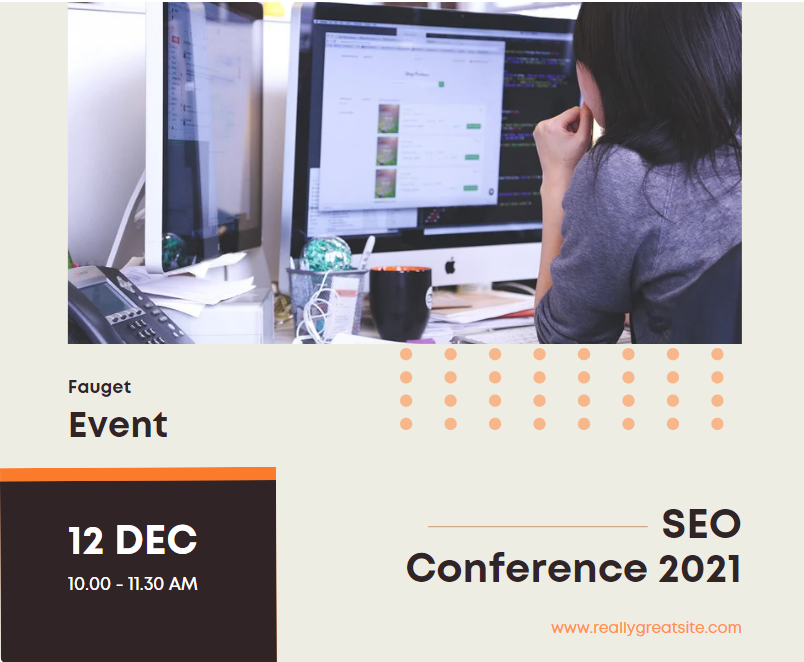 Fauget
Event
12 DEC
10.00 - 11.30 AM
SEO
Conference 2021
www.reallygreatsite.com